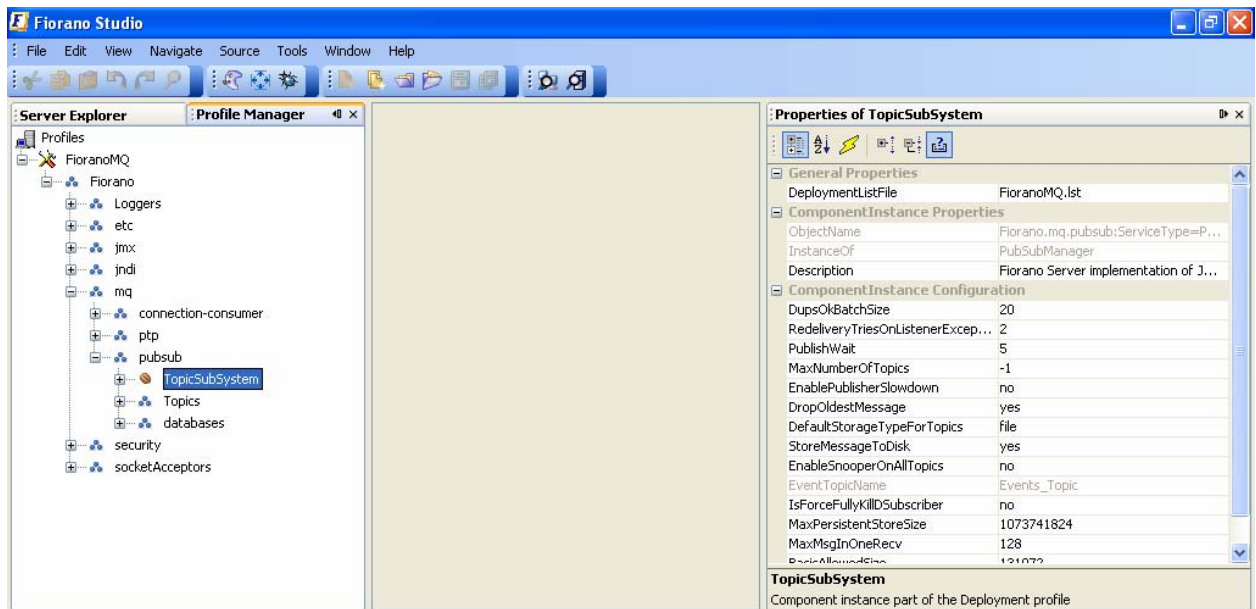 Fiorano Studio
File Edit View Navigate Source Tools Window Help
Server Explorer Profile Manager
Profiles
FioranoMQ
Fiorano
Loggers
etc
jmx
jndi
mq
connection-consumer
ptp
pubsub
TopicSubSystem
Topics
databases
security
socketAcceptors
Properties of TopicSubSystem
General Properties
DeploymentListFile FioranoMQ.lst
ComponentInstance Properties
ObjectName Fiorano.mq.pubsub:ServiceType=P...
InstanceOf PubSubManager
Description Fiorano Server implementation of J...
ComponentInstance Configuration
DupsOkBatchSize 20
RedeliveryTriesOnListenerExcep... 2
PublishWait 5
MaxNumberOfTopics -1
EnablePublisherSlowdown no
DropOldestMessage yes
DefaultStorageTypeForTopics file
StoreMessageToDisk yes
EnableSnooperOnAllTopics no
EventTopicName Events_Topic
IsForceFullyKillDSubscriber no
MaxPersistentStoreSize 1073741824
MaxMsgInOneRecv 128
BasicAllowedSize 131072
TopicSubSystem
Component instance part of the Deployment profile